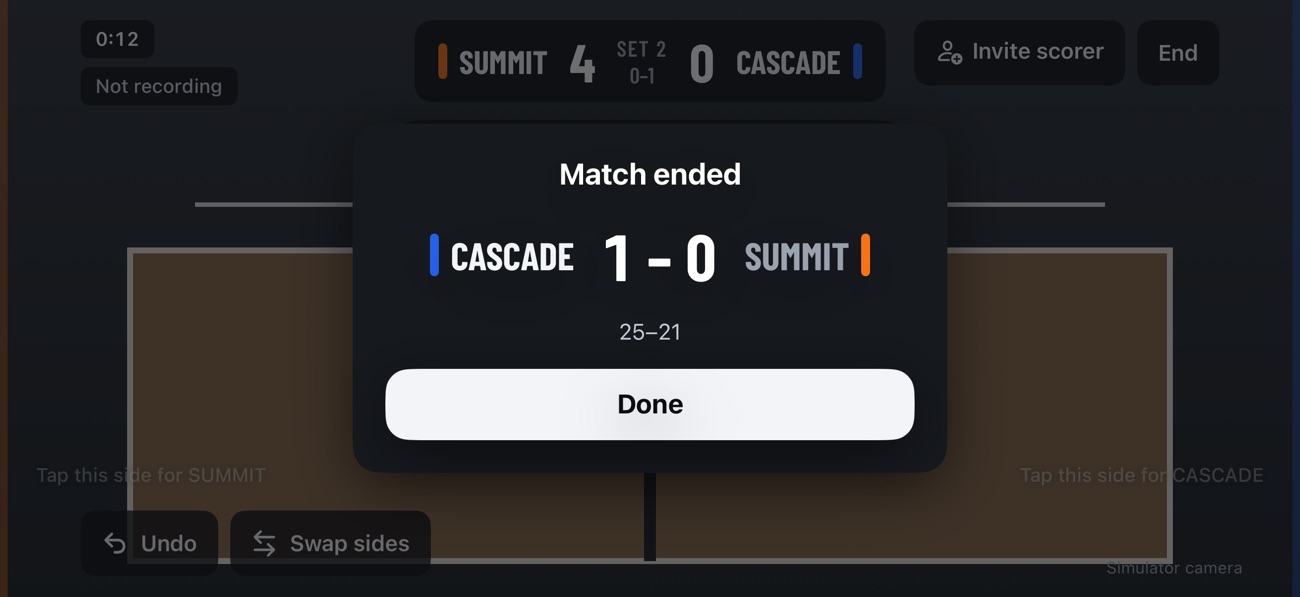 0:12
Not recording
SUMMIT 4 SET 2 0 CASCADE
0–1
Invite scorer
End
Match ended
CASCADE 1 – 0 SUMMIT
25–21
Done
Tap this side for SUMMIT
Tap this side for CASCADE
Undo
Swap sides
Simulator camera